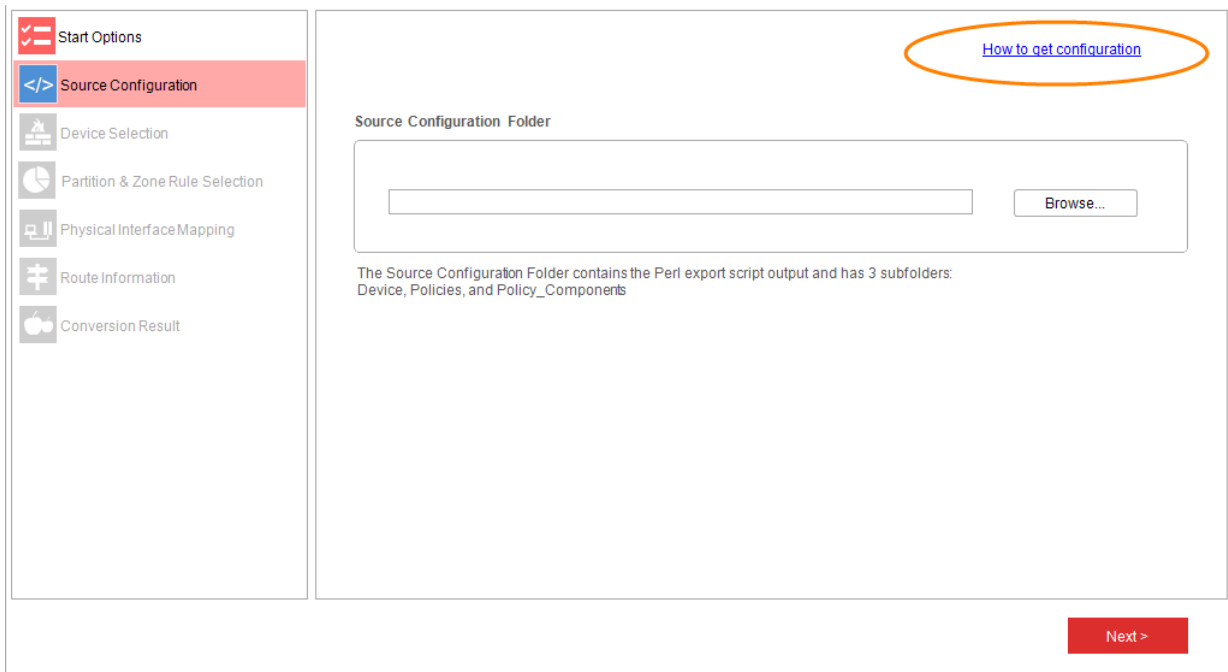 Start Options
</> Source Configuration
Device Selection
Partition & Zone Rule Selection
Physical Interface Mapping
Route Information
Conversion Result
How to get configuration
Source Configuration Folder
Browse...
The Source Configuration Folder contains the Perl export script output and has 3 subfolders:
Device, Policies, and Policy_Components
Next >